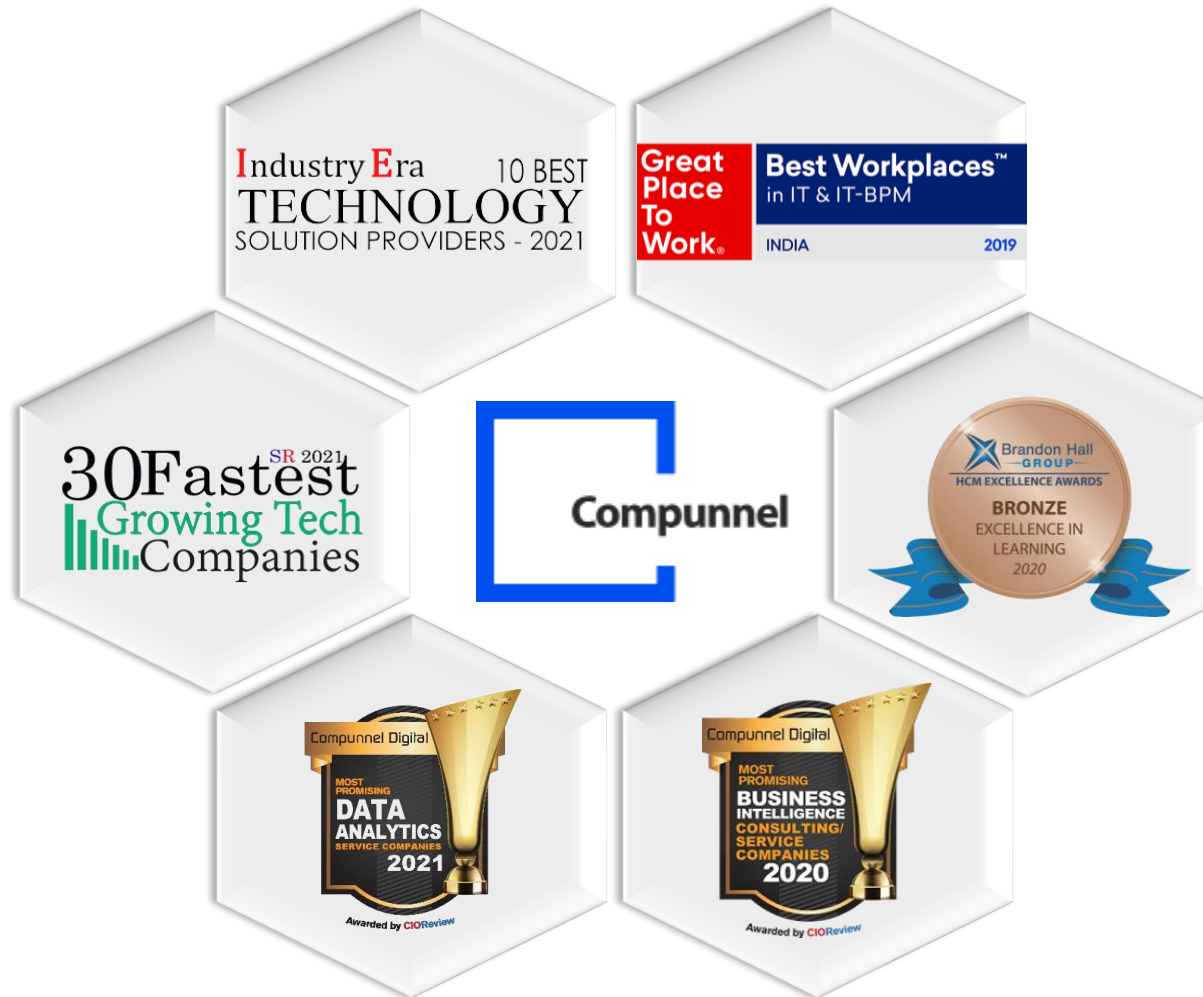 Industry Era 10 BEST
TECHNOLOGY
SOLUTION PROVIDERS - 2021
Great
Place
To
Work®
Best Workplaces™
in IT & IT-BPM
INDIA 2019
SR 2021
30Fastest
Growing Tech
Companies
Compunnel
Brandon Hall
GROUP
HCM EXCELLENCE AWARDS
BRONZE
EXCELLENCE IN
LEARNING
2020
Compunnel Digital
MOST
PROMISING
DATA
ANALYTICS
SERVICE COMPANIES
2021
Awarded by CIOReview
Compunnel Digital
MOST
PROMISING
BUSINESS
INTELLIGENCE
CONSULTING/
SERVICE
COMPANIES
2020
Awarded by CIOReview